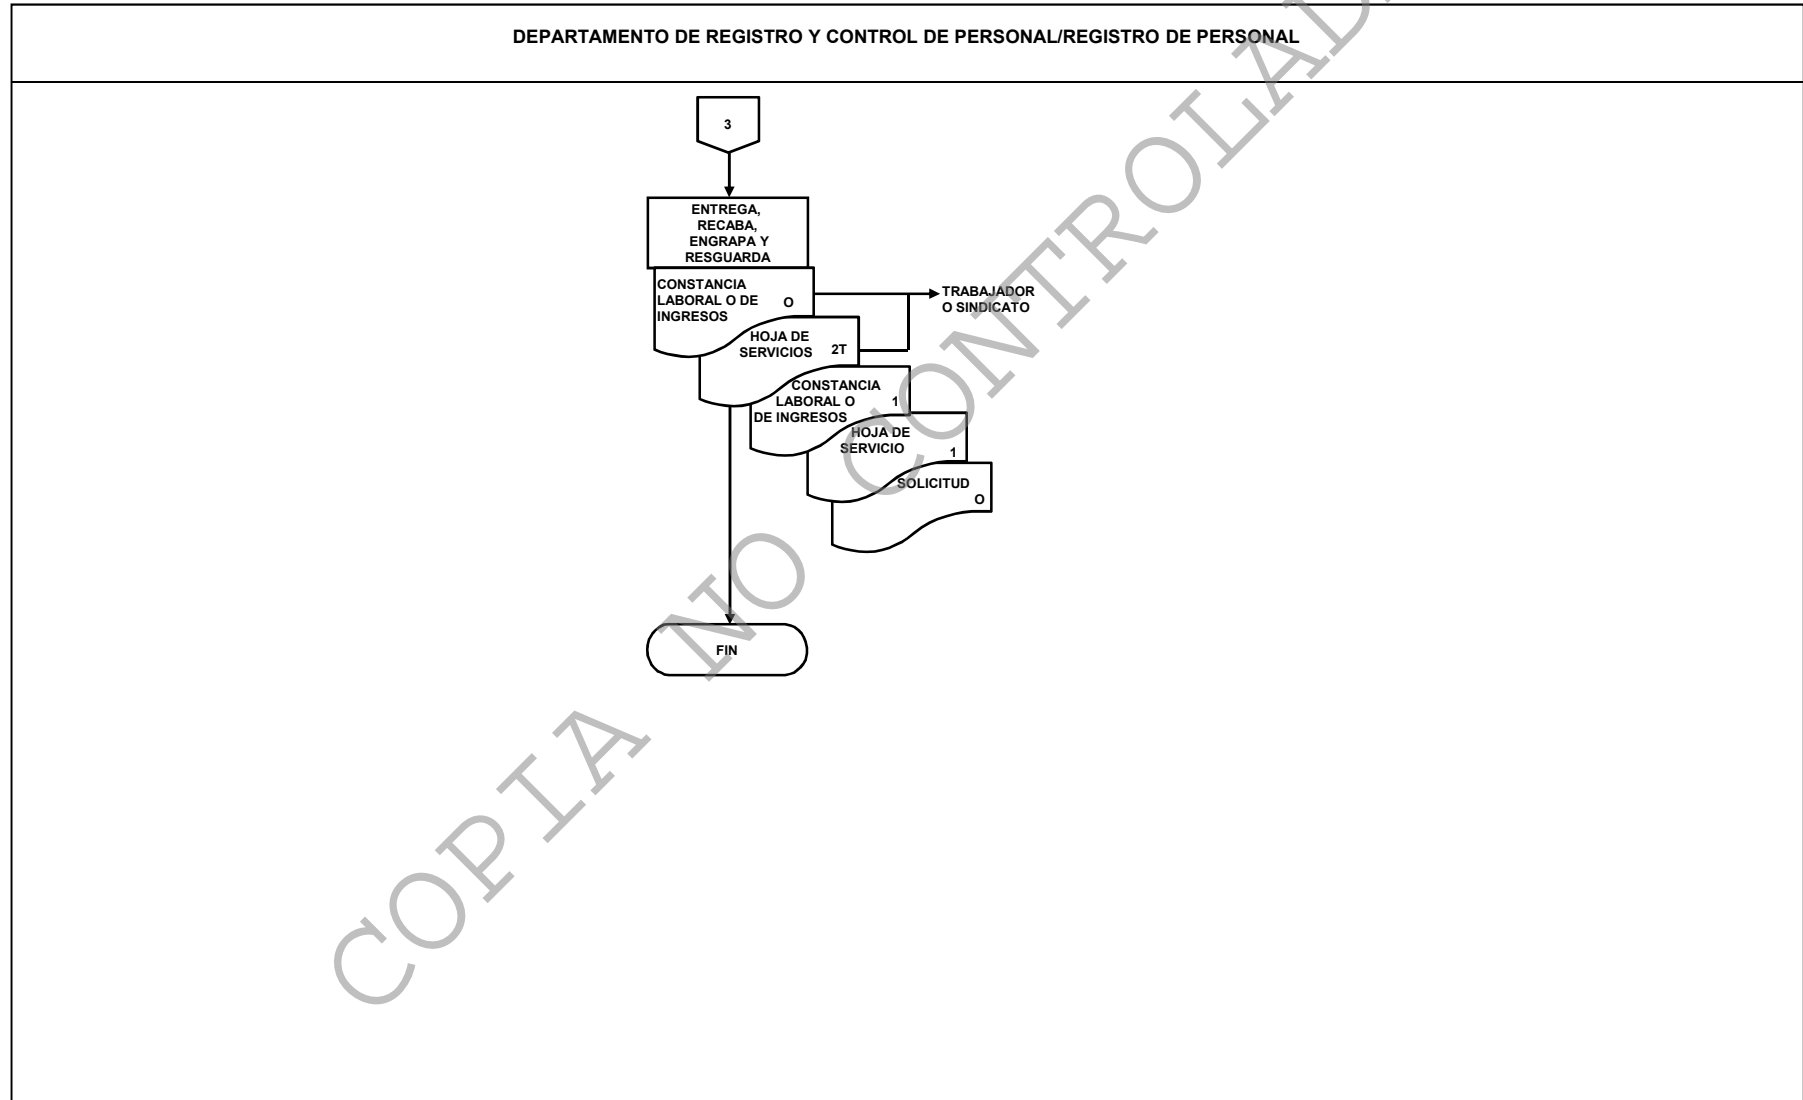 DEPARTAMENTO DE REGISTRO Y CONTROL DE PERSONAL/REGISTRO DE PERSONAL
3
ENTREGA,
RECABA,
ENGRAPA Y
RESGUARDA
CONSTANCIA
LABORAL O DE
INGRESOS
O
TRABAJADOR
O SINDICATO
HOJA DE
SERVICIOS
2T
CONSTANCIA
LABORAL O
DE INGRESOS
1
HOJA DE
SERVICIO
1
SOLICITUD
O
FIN
COPIA NO CONTROLAD